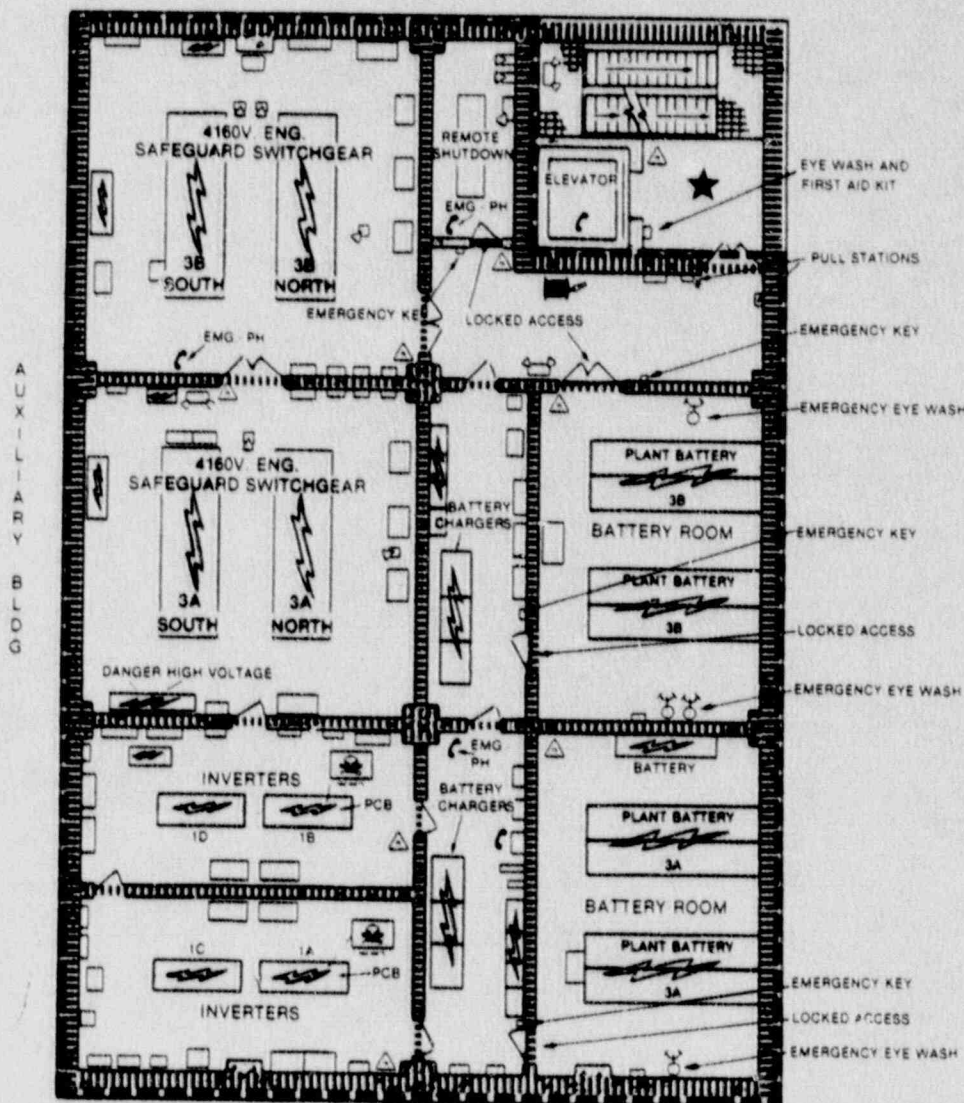 4160V. ENG.
SAFEGUARD SWITCHGEAR
3B
SOUTH
3B
NORTH
REMOTE
SHUTDOWN
EMG - PH
ELEVATOR
EYE WASH AND
FIRST AID KIT
PULL STATIONS
EMERGENCY KEY
LOCKED ACCESS
EMERGENCY KEY
EMG - PH
EMERGENCY EYE WASH
AUXILIARY BLDG
4160V. ENG.
SAFEGUARD SWITCHGEAR
3A
SOUTH
3A
NORTH
BATTERY
CHARGERS
PLANT BATTERY
3B
BATTERY ROOM
PLANT BATTERY
3B
EMERGENCY KEY
LOCKED ACCESS
DANGER HIGH VOLTAGE
EMERGENCY EYE WASH
EMG
PH
BATTERY
INVERTERS
PCB
1D
1B
BATTERY
CHARGERS
PLANT BATTERY
3A
BATTERY ROOM
PLANT BATTERY
3A
1C
1A
PCB
INVERTERS
EMERGENCY KEY
LOCKED ACCESS
EMERGENCY EYE WASH